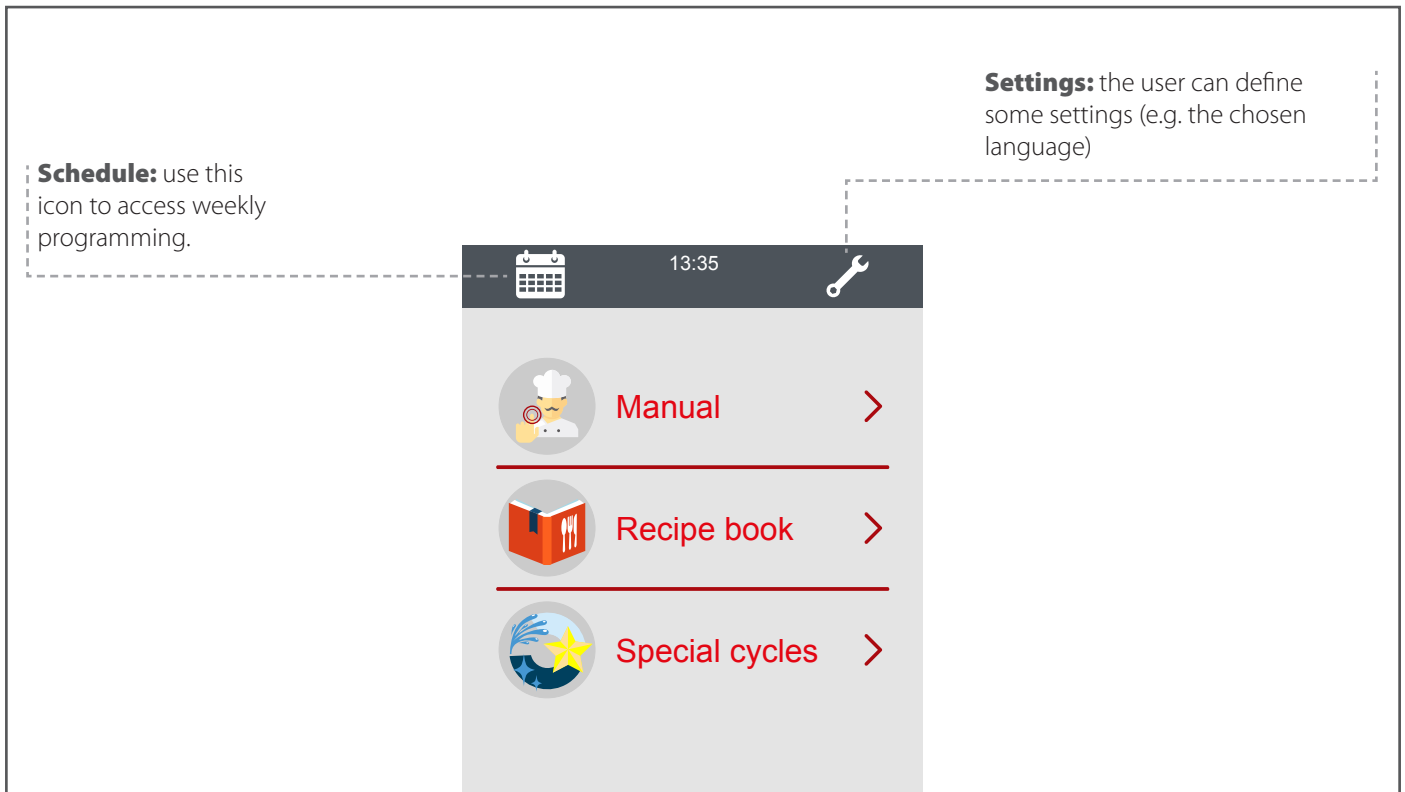 Settings: the user can define
some settings (e.g. the chosen
language)
Schedule: use this
icon to access weekly
programming.
13:35
Manual
Recipe book
Special cycles